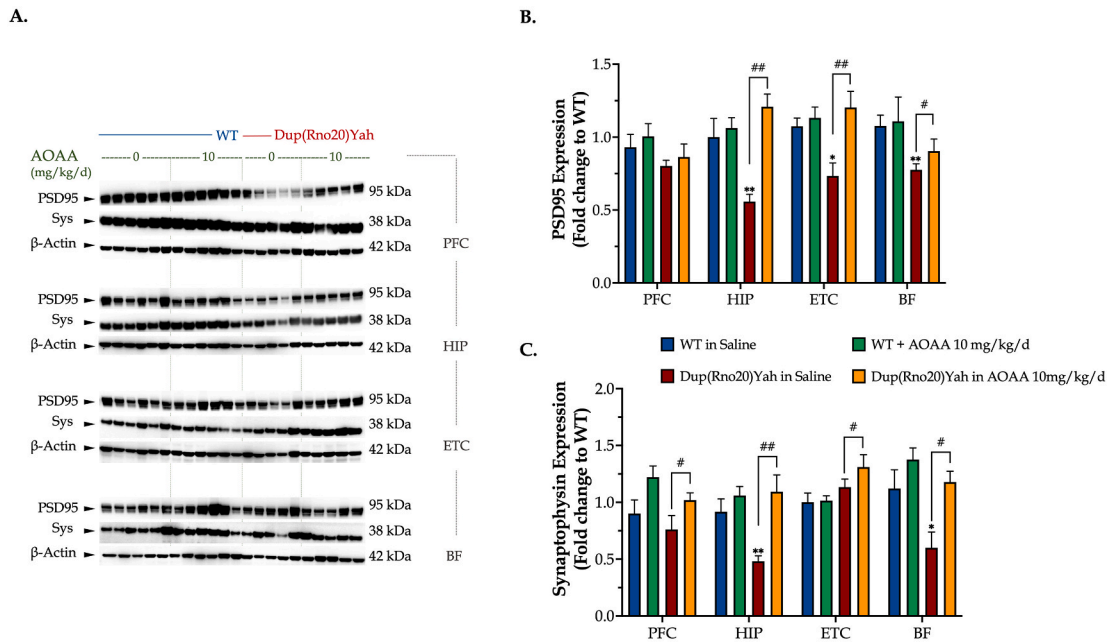 A.
WT Dup(Rno20)Yah
AOAA ------0------ ------10------ ------0------ ------10------
(mg/kg/d)
PSD95 ► 95 kDa
Sys ► 38 kDa
β-Actin ► 42 kDa
PFC
PSD95 ► 95 kDa
Sys ► 38 kDa
β-Actin ► 42 kDa
HIP
PSD95 ► 95 kDa
Sys ► 38 kDa
β-Actin ► 42 kDa
ETC
PSD95 ► 95 kDa
Sys ► 38 kDa
β-Actin ► 42 kDa
BF
B.
PSD95 Expression
(Fold change to WT)
1.5
1.0
0.5
0.0
## ## #
** * **
PFC HIP ETC BF
WT in Saline
WT + AOAA 10 mg/kg/d
Dup(Rno20)Yah in Saline
Dup(Rno20)Yah in AOAA 10mg/kg/d
C.
Synaptophysin Expression
(Fold change to WT)
2.0
1.5
1.0
0.5
0.0
# ## # #
** *
PFC HIP ETC BF